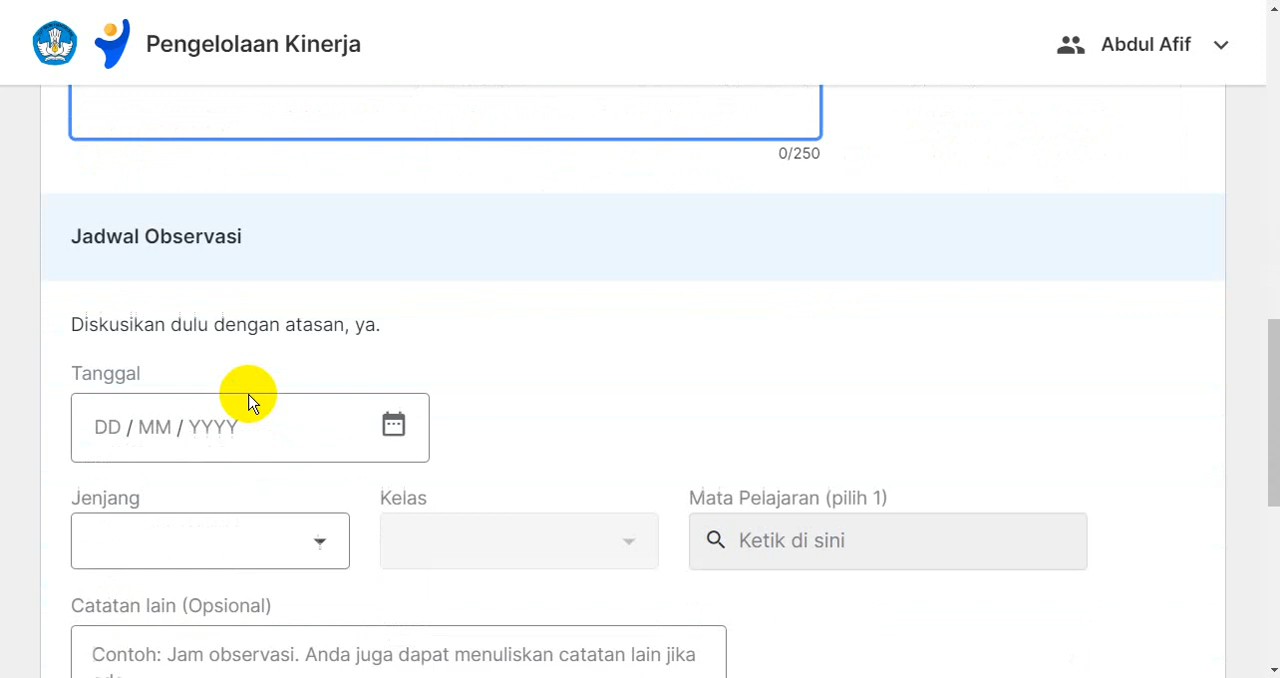 Pengelolaan Kinerja
Abdul Afif
0/250
Jadwal Observasi
Diskusikan dulu dengan atasan, ya.
Tanggal
DD / MM / YYYY
Jenjang
Kelas
Mata Pelajaran (pilih 1)
Ketik di sini
Catatan lain (Opsional)
Contoh: Jam observasi. Anda juga dapat menuliskan catatan lain jika